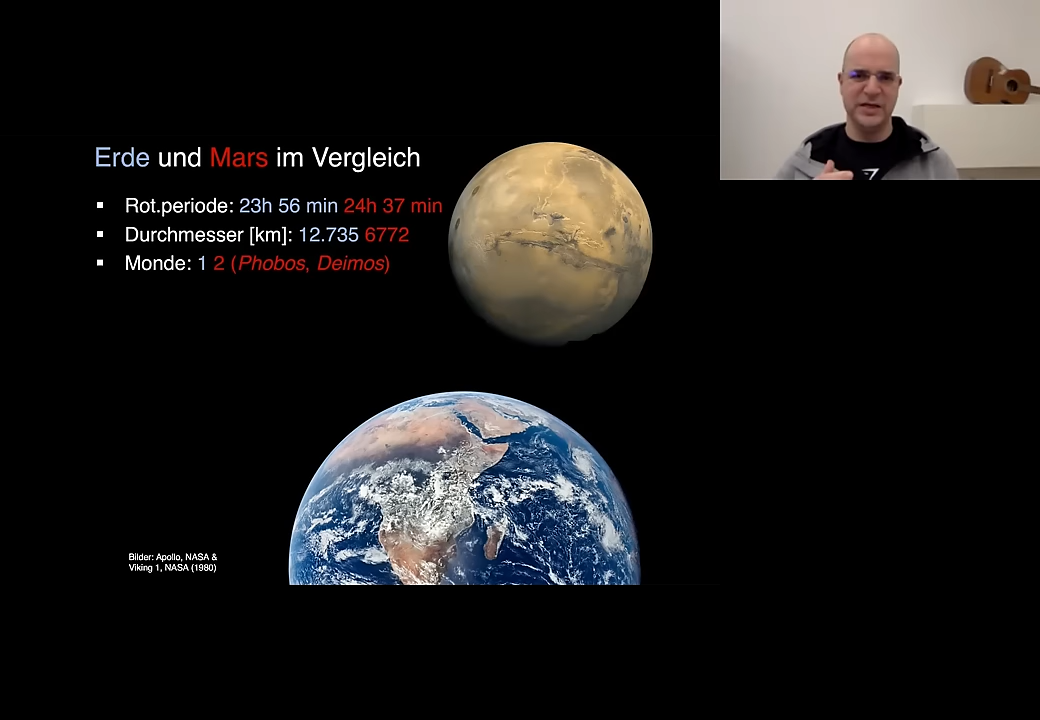 Erde und Mars im Vergleich
▪ Rot.periode: 23h 56 min 24h 37 min
▪ Durchmesser [km]: 12.735 6772
▪ Monde: 1 2 (Phobos, Deimos)
Bilder: Apollo, NASA &
Viking 1, NASA (1980)